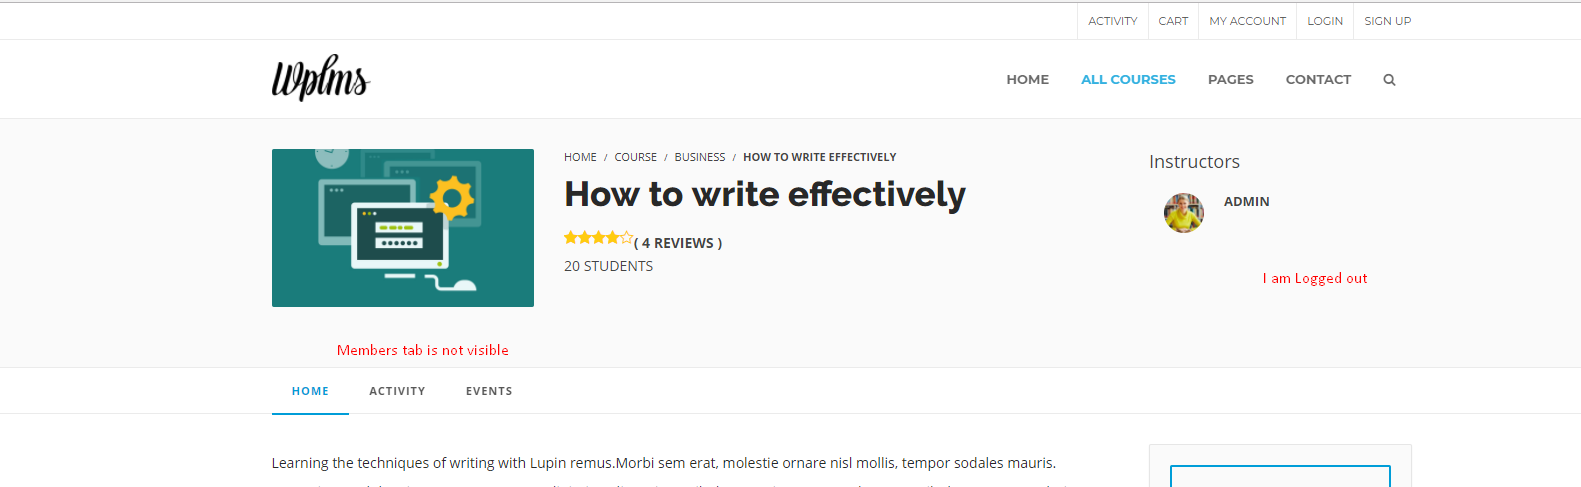 ACTIVITY CART MY ACCOUNT LOGIN SIGN UP
Wplms
HOME ALL COURSES PAGES CONTACT
HOME / COURSE / BUSINESS / HOW TO WRITE EFFECTIVELY
How to write effectively
( 4 REVIEWS )
20 STUDENTS
Instructors
ADMIN
I am Logged out
Members tab is not visible
HOME ACTIVITY EVENTS
Learning the techniques of writing with Lupin remus.Morbi sem erat, molestie ornare nisl mollis, tempor sodales mauris.